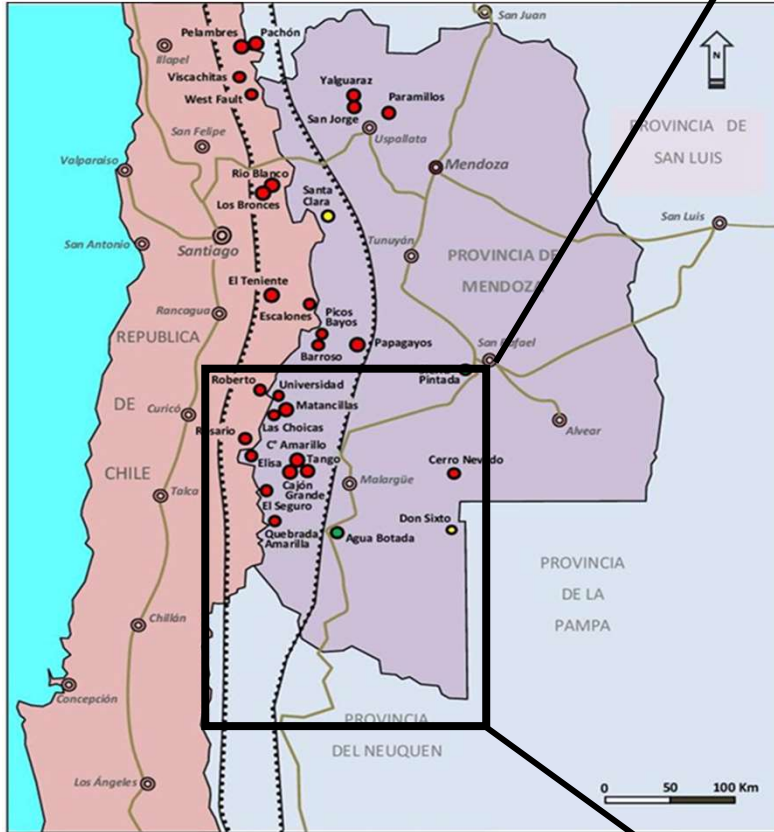 San Juan
Pelambres
Pachón
Illapel
Viscachitas
West Fault
N
Yalguaraz
Paramillos
San Jorge
Uspallata
San Felipe
Valparaiso
Mendoza
PROVINCIA DE
SAN LUIS
Rio Blanco
Los Bronces
Santa
Clara
San Luis
San Antonio
Santiago
Tunuyán
PROVINCIA DE
MENDOZA
El Teniente
Escalones
Rancagua
Picos
Bayos
REPUBLICA
Barroso
Papagayos
San Rafael
Pintada
Roberto
Universidad
Matancillas
DE
Curicó
Las Choicas
Alvear
Rosario
C° Amarillo
Elisa
Tango
Cerro Nevado
CHILE
Cajón
Grande
Malargüe
Talca
El Seguro
Don Sixto
Quebrada
Amarilla
Agua Botada
PROVINCIA
DE LA
PAMPA
Chillán
Concepción
PROVINCIA
DEL NEUQUEN
Los Ángeles
0 50 100 Km